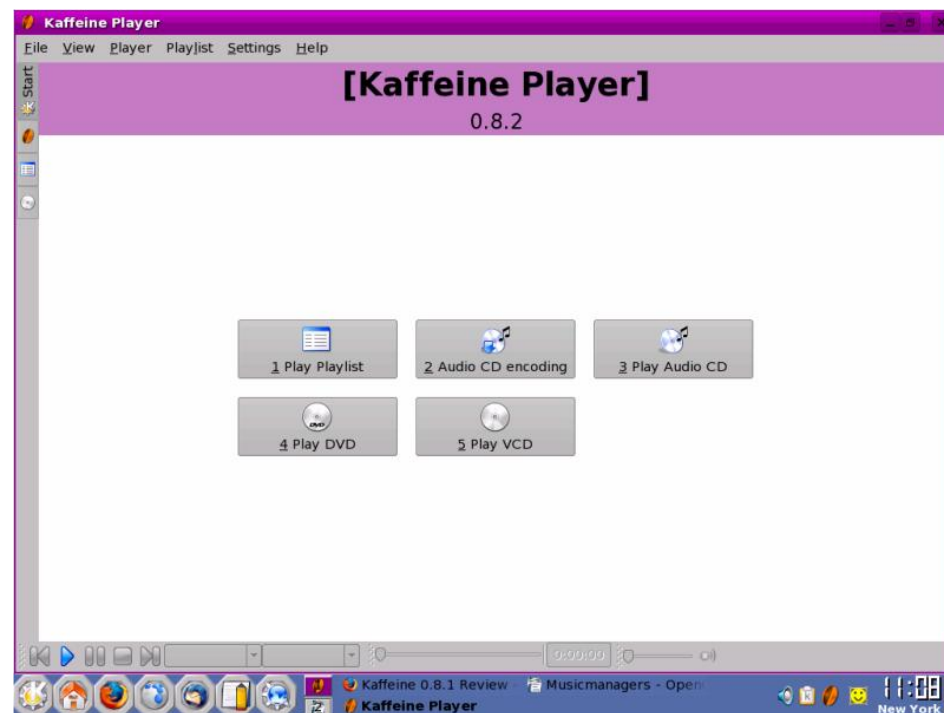 Kaffeine Player
File View Player Playlist Settings Help
Start
[Kaffeine Player]
0.8.2
1 Play Playlist
2 Audio CD encoding
3 Play Audio CD
DVD
4 Play DVD
5 Play VCD
0:00:00
Kaffeine 0.8.1 Review - Musicmanagers - Open
2
Kaffeine Player
11:08
New York